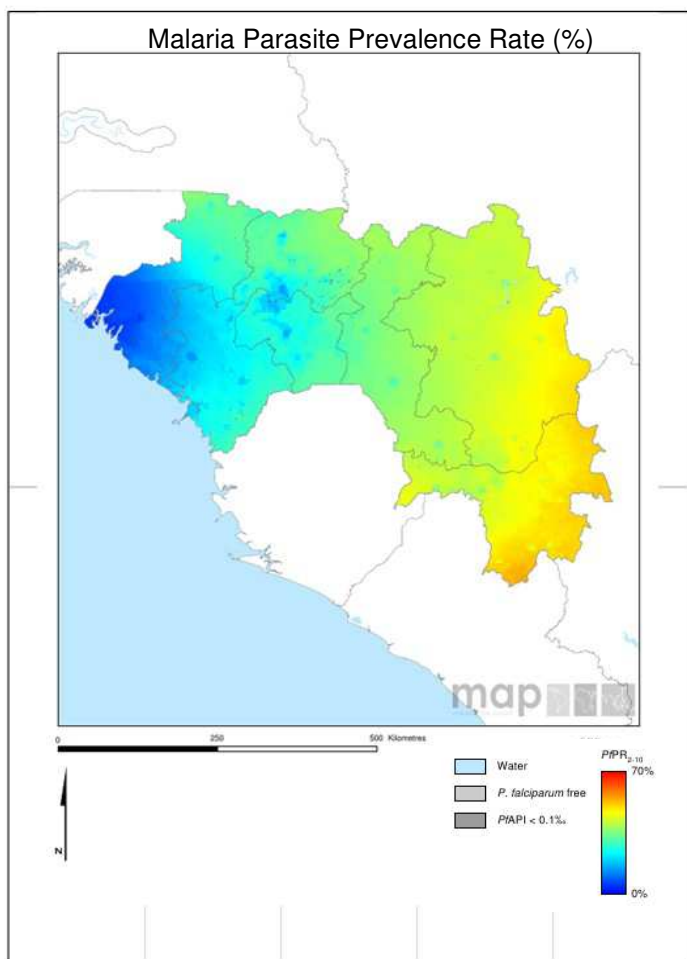 Malaria Parasite Prevalence Rate (%)
map
0 250 500 Kilometres
N
Water
P. falciparum free
PfAPI < 0.1‰
PfPR2-10
70%
0%